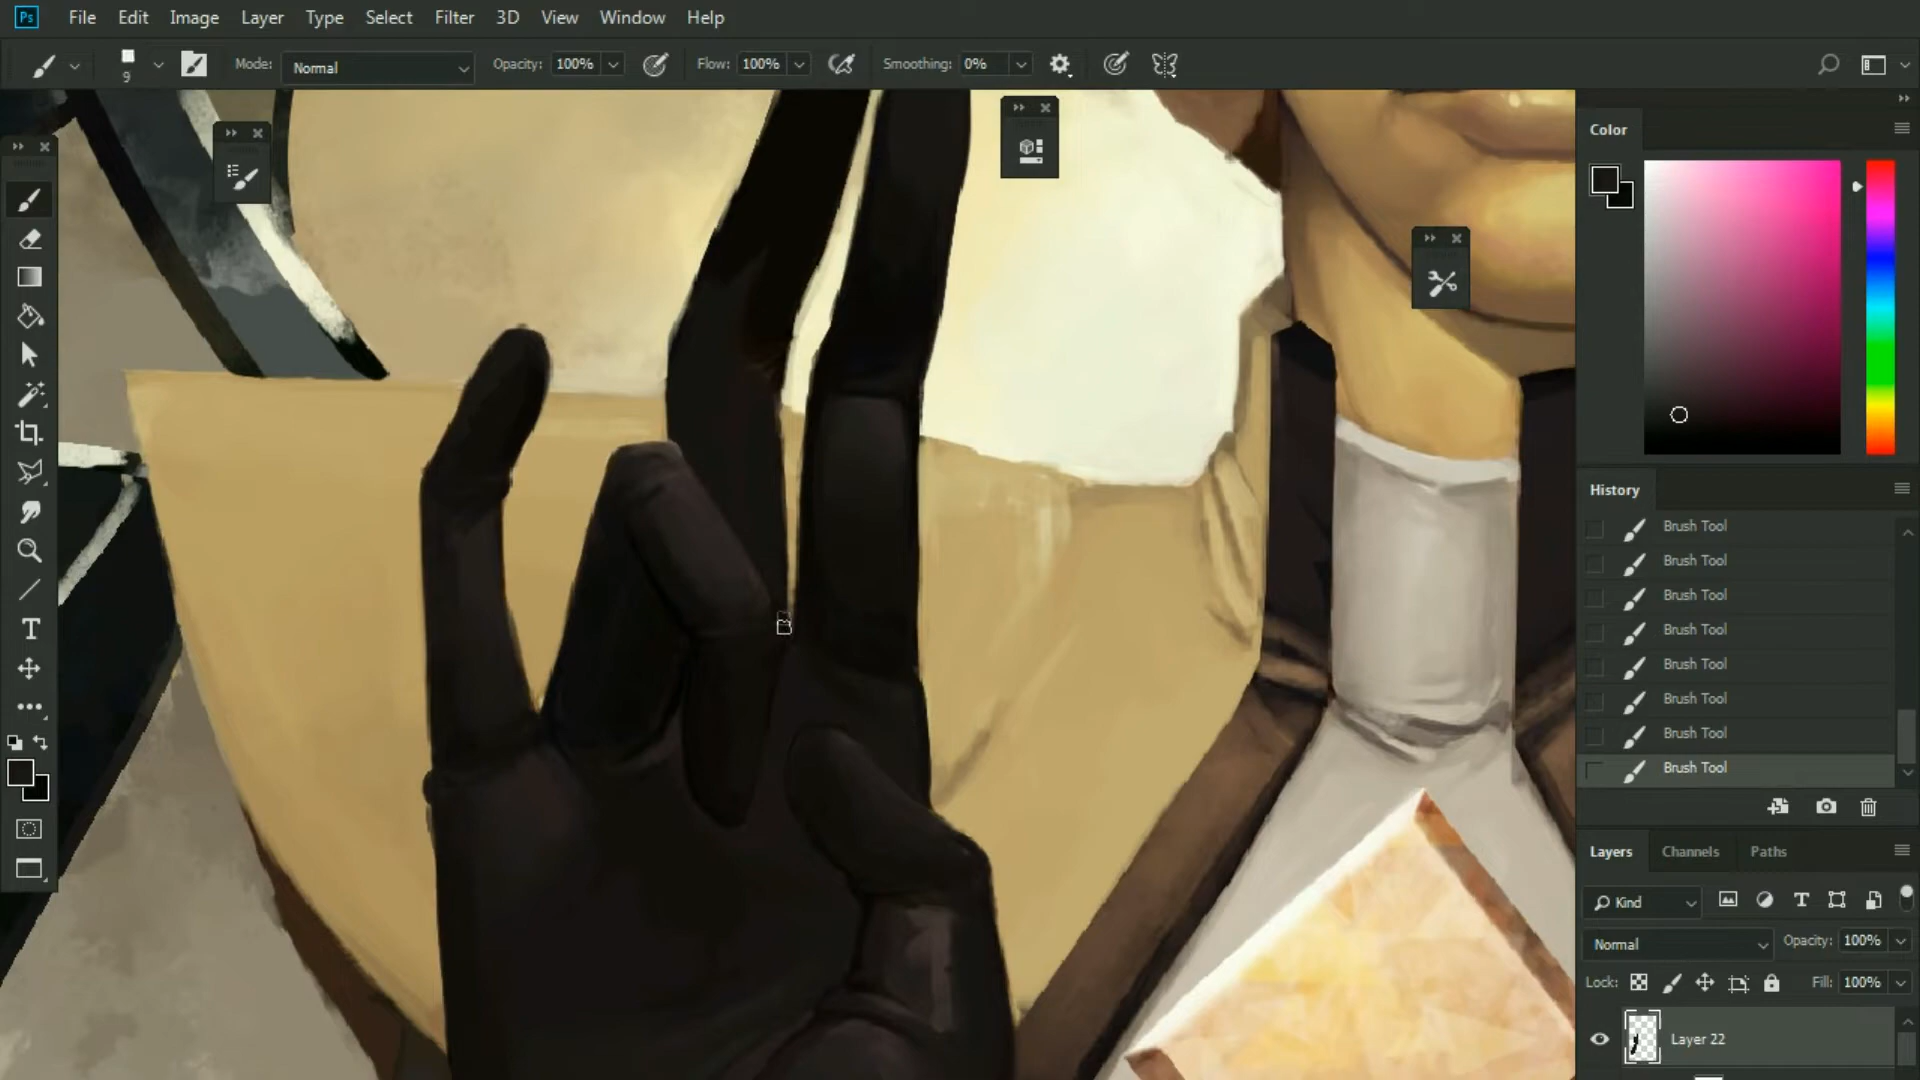 Ps File Edit Image Layer Type Select Filter 3D View Window Help
9 Mode: Normal Opacity: 100% Flow: 100% Smoothing: 0%
Color
History
Brush Tool
Brush Tool
Brush Tool
Brush Tool
Brush Tool
Brush Tool
Brush Tool
Brush Tool
Layers Channels Paths
Kind
Normal Opacity: 100%
Lock: Fill: 100%
Layer 22